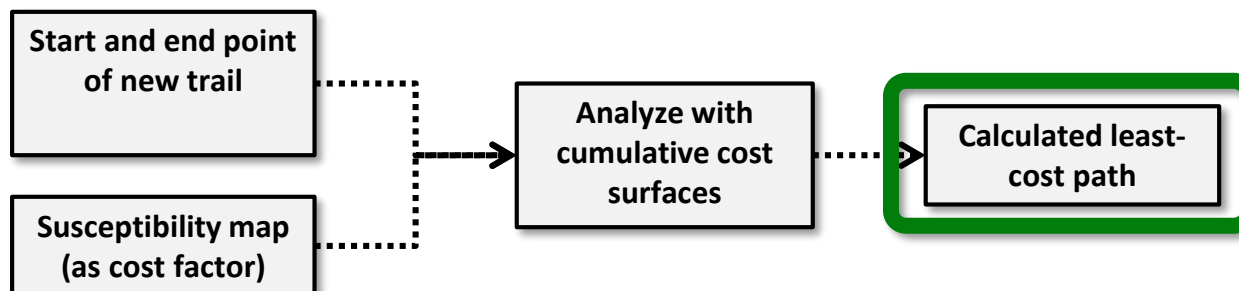 Start and end point
of new trail
Susceptibility map
(as cost factor)
Analyze with
cumulative cost
surfaces
Calculated least-
cost path